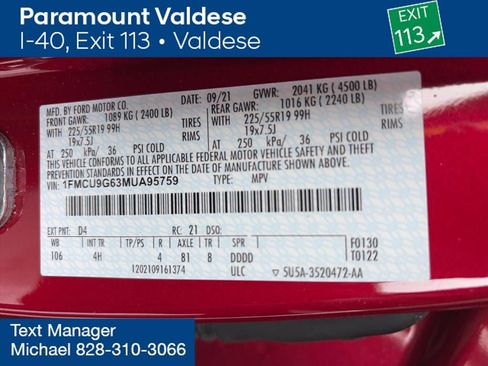 Paramount Valdese
I-40, Exit 113 • Valdese
EXIT
113
MFD. BY FORD MOTOR CO.
DATE: 09/21 GVWR: 2041 KG (4500 LB)
FRONT GAWR: 1089 KG (2400 LB)
REAR GAWR: 1016 KG (2240 LB)
WITH 225/55R19 99H TIRES
WITH 225/55R19 99H TIRES
19x7.5J RIMS
19x7.5J RIMS
AT 250 kPa/ 36 PSI COLD
AT 250 kPa/ 36 PSI COLD
THIS VEHICLE CONFORMS TO ALL APPLICABLE FEDERAL MOTOR VEHICLE SAFETY AND
THEFT PREVENTION STANDARDS IN EFFECT ON THE DATE OF MANUFACTURE SHOWN ABOVE.
VIN: 1FMCU9G63MUA95759 TYPE: MPV
EXT PNT: D4 RC: 21 DSO:
WB INT TR TP/PS R AXLE TR SPR
106 4H 4 81 8 DDDD
F0130
T0122
1202109161374 ULC ▽5U5A-3520472-AA
Text Manager
Michael 828-310-3066